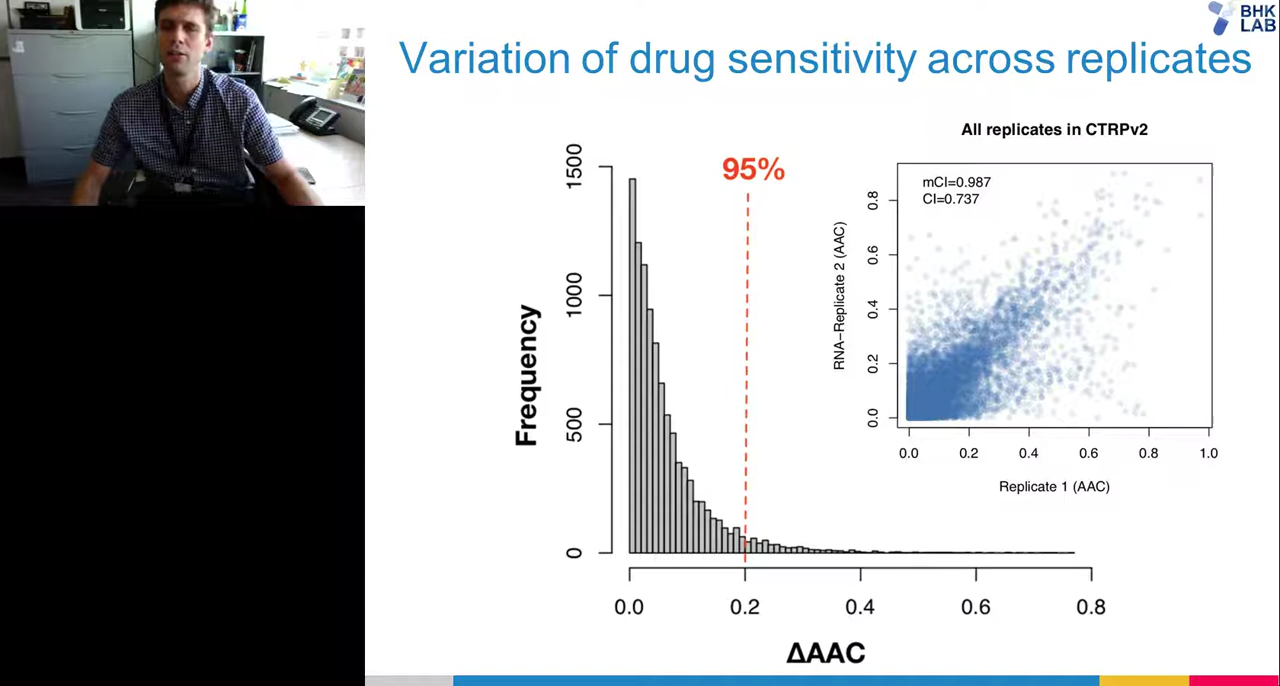 BHK
LAB
Variation of drug sensitivity across replicates
All replicates in CTRPv2
95%
mCI=0.987
CI=0.737
Frequency
1500
1000
500
0
0.0
0.2
0.4
0.6
0.8
ΔAAC
RNA−Replicate 2 (AAC)
0.8
0.6
0.4
0.2
0.0
0.0
0.2
0.4
0.6
0.8
1.0
Replicate 1 (AAC)